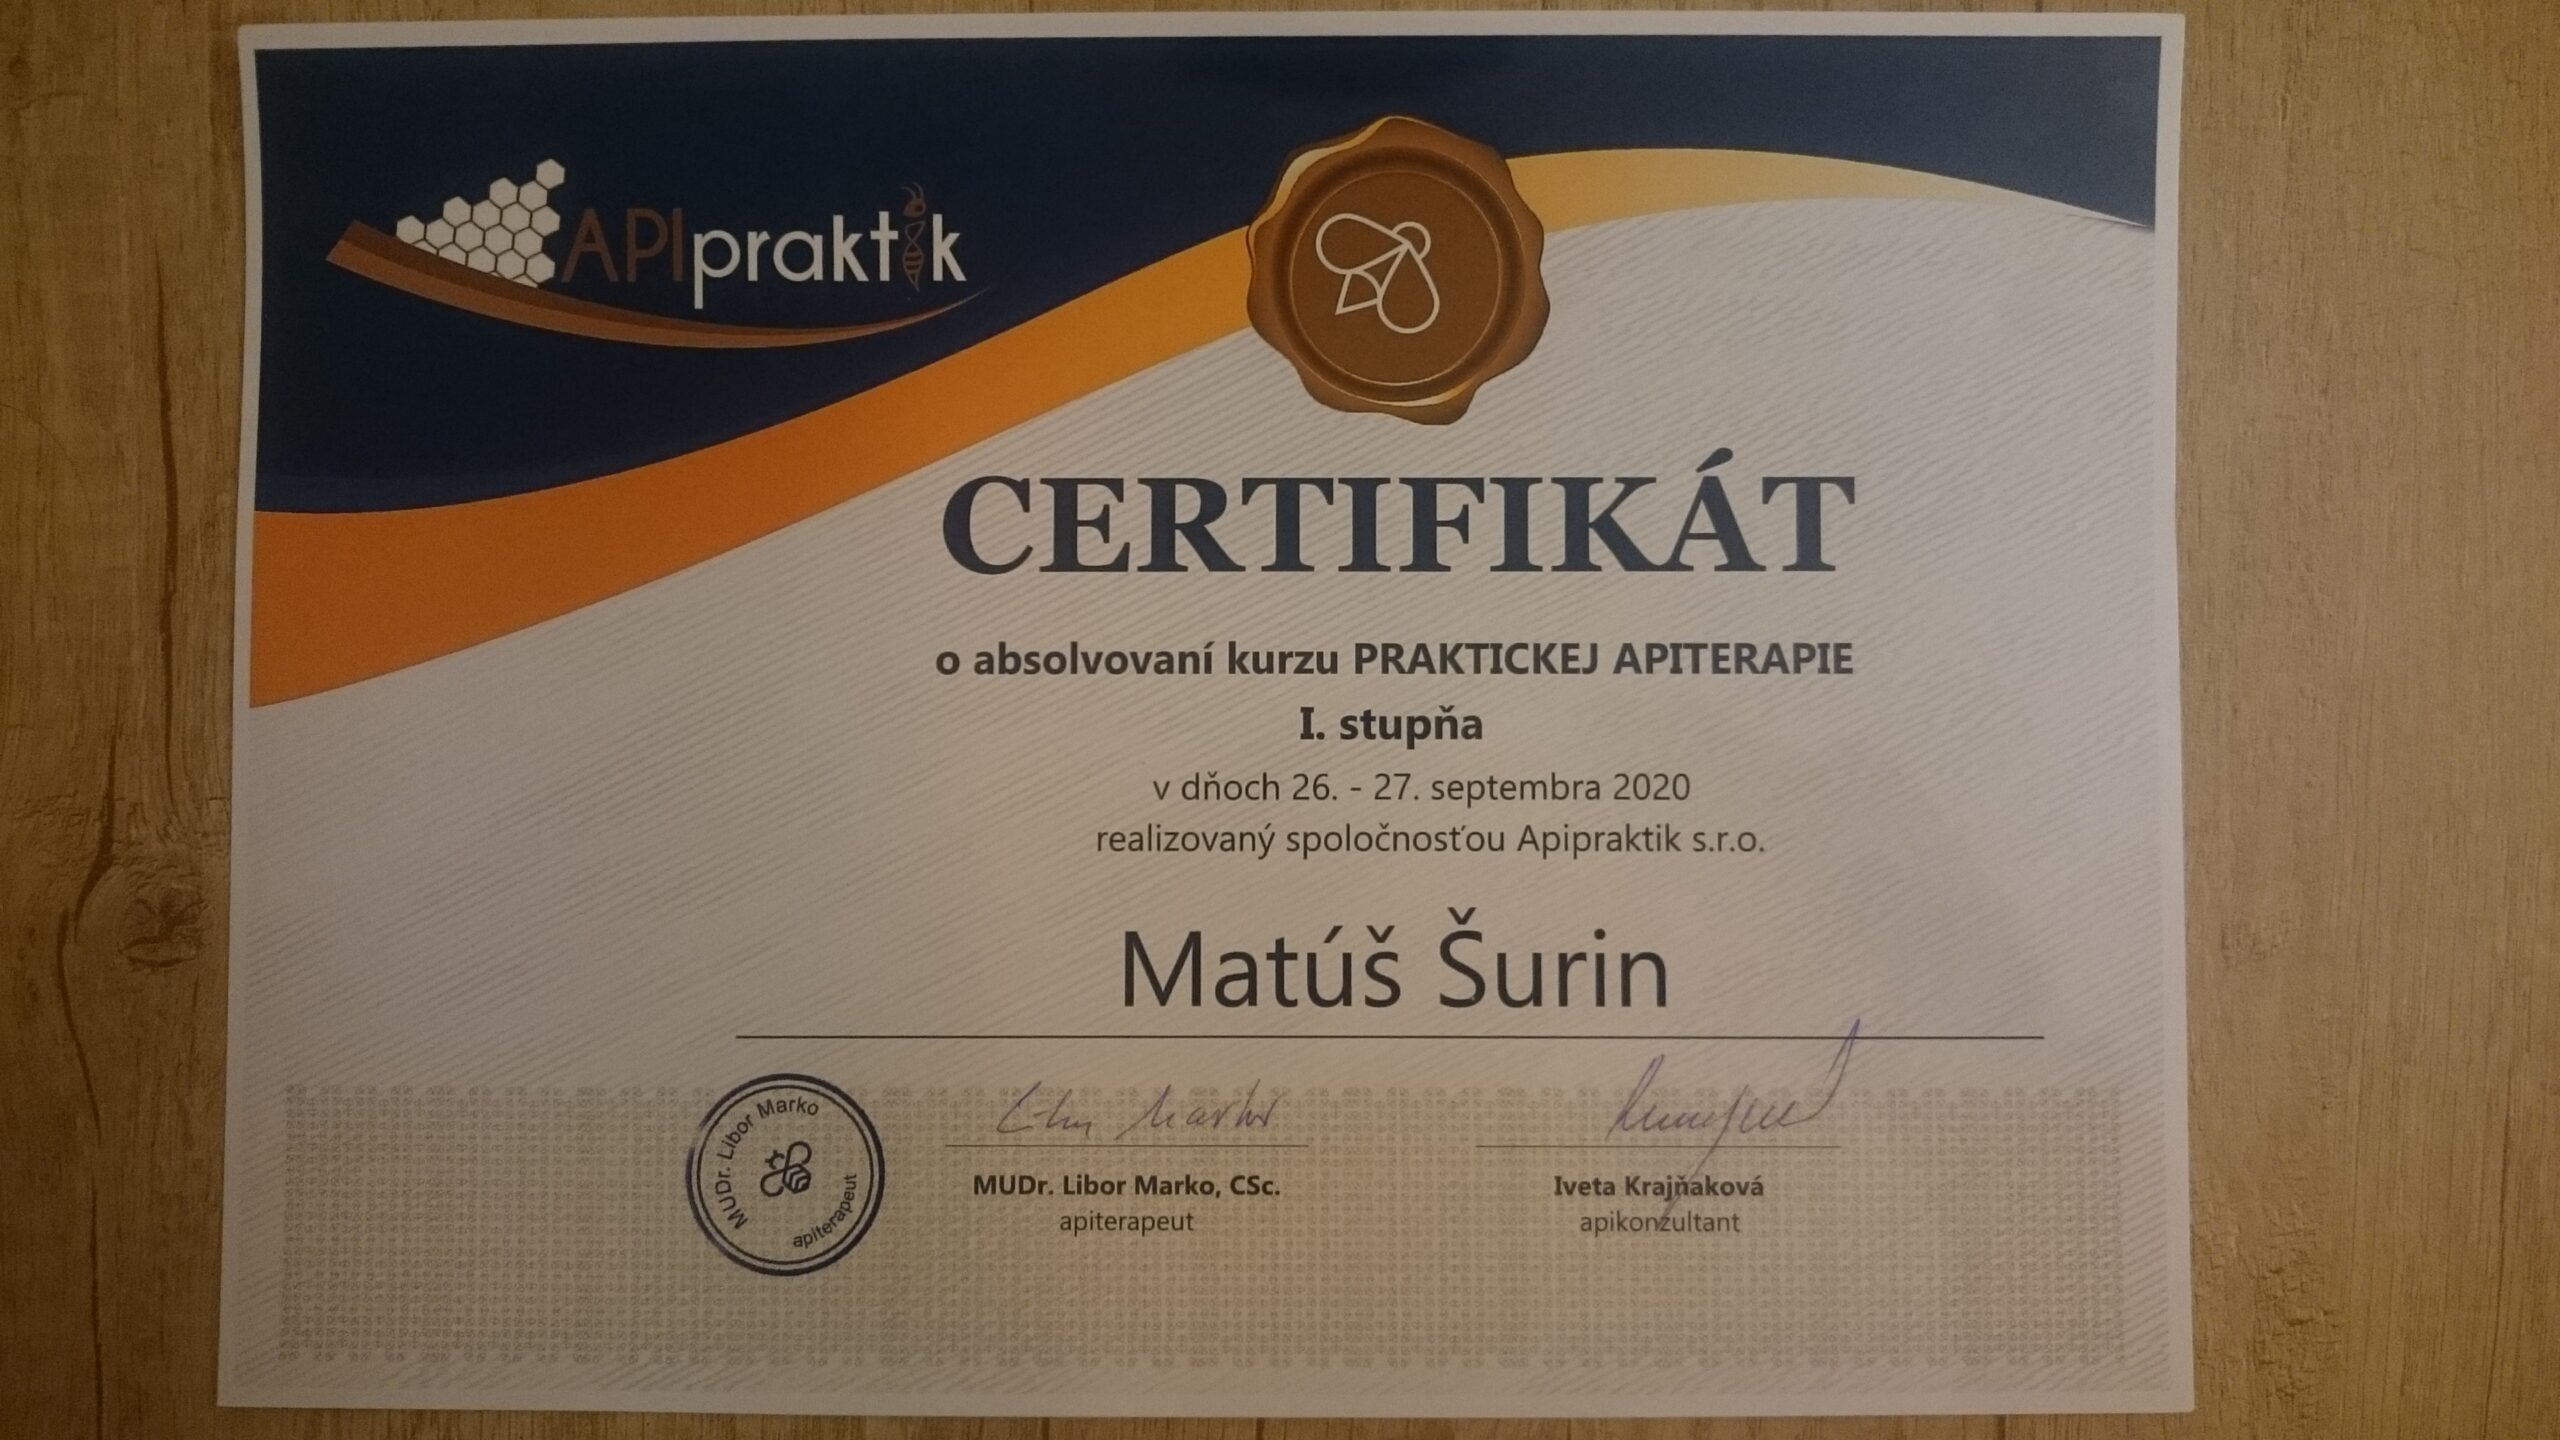 APIpraktik
CERTIFIKÁT
o absolvovaní kurzu PRAKTICKEJ APITERAPIE
I. stupňa
v dňoch 26. - 27. septembra 2020
realizovaný spoločnosťou Apipraktik s.r.o.
Matúš Šurin
MUDr. Libor Marko
apiterapeut
MUDr. Libor Marko, CSc.
apiterapeut
Iveta Krajňaková
apikonzultant